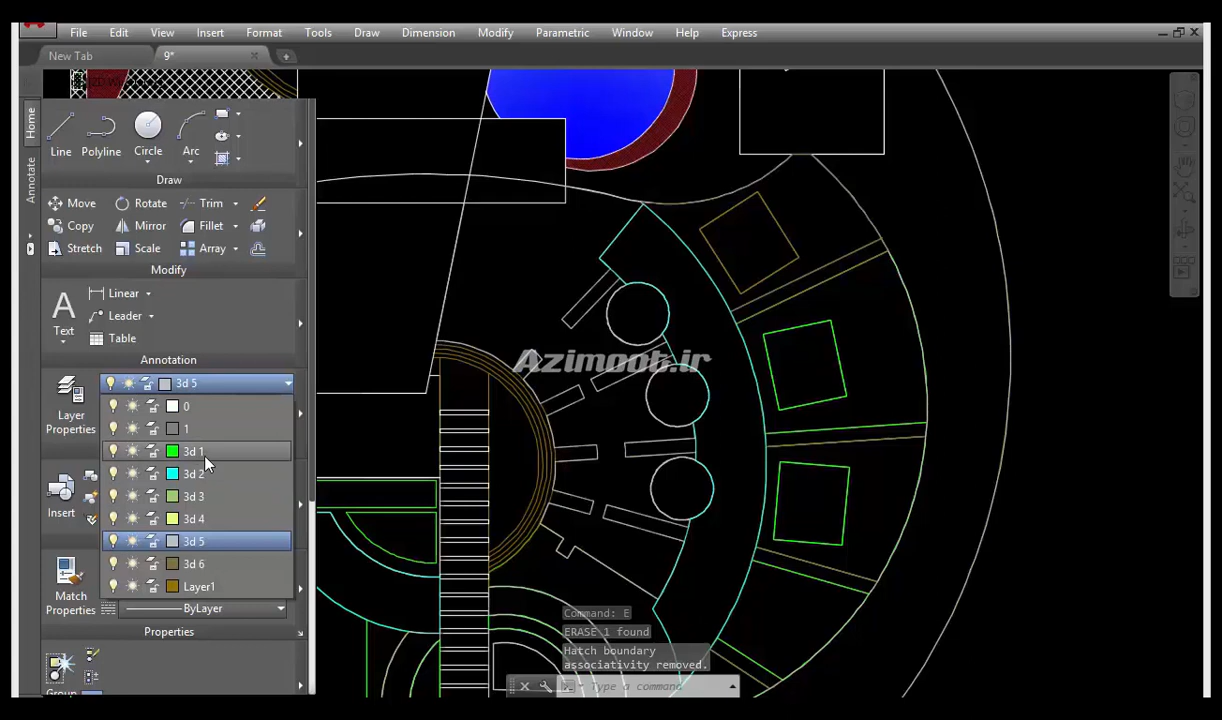 File Edit View Insert Format Tools Draw Dimension Modify Parametric Window Help Express
New Tab 9*
Home
Annotate
Line Polyline Circle Arc
Draw
Move Rotate Trim
Copy Mirror Fillet
Stretch Scale Array
Modify
Text
Linear
Leader
Table
Annotation
Layer
Properties
3d 5
0
1
3d 1
3d 2
3d 3
3d 4
3d 5
3d 6
Layer1
Insert
Match
Properties
ByLayer
Properties
Group
Azimoot.ir
Command: E
ERASE 1 found
Hatch boundary
associativity removed.
Type a command